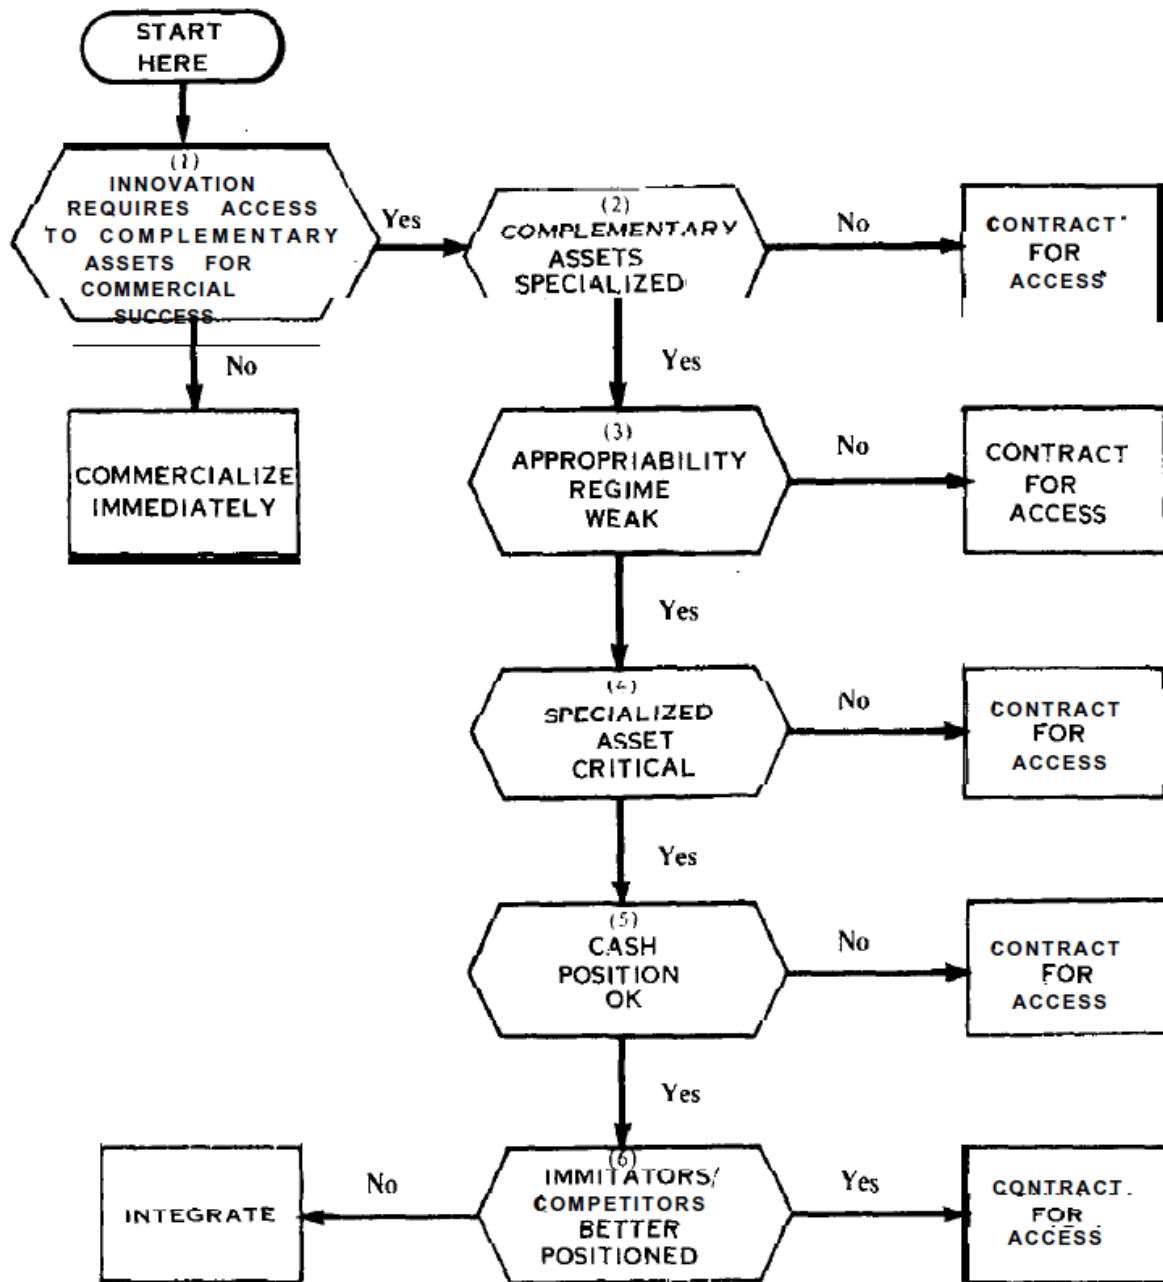 START
HERE
(1)
INNOVATION
REQUIRES ACCESS
TO COMPLEMENTARY
ASSETS FOR
COMMERCIAL
SUCCESS
Yes
(2)
COMPLEMENTARY
ASSETS
SPECIALIZED
No
CONTRACT
FOR
ACCESS
No
COMMERCIALIZE
IMMEDIATELY
Yes
(3)
APPROPRIABILITY
REGIME
WEAK
No
CONTRACT
FOR
ACCESS
Yes
(4)
SPECIALIZED
ASSET
CRITICAL
No
CONTRACT
FOR
ACCESS
Yes
(5)
CASH
POSITION
OK
No
CONTRACT
FOR
ACCESS
Yes
(6)
IMMITATORS/
COMPETITORS
BETTER
POSITIONED
No
INTEGRATE
Yes
CONTRACT
FOR
ACCESS